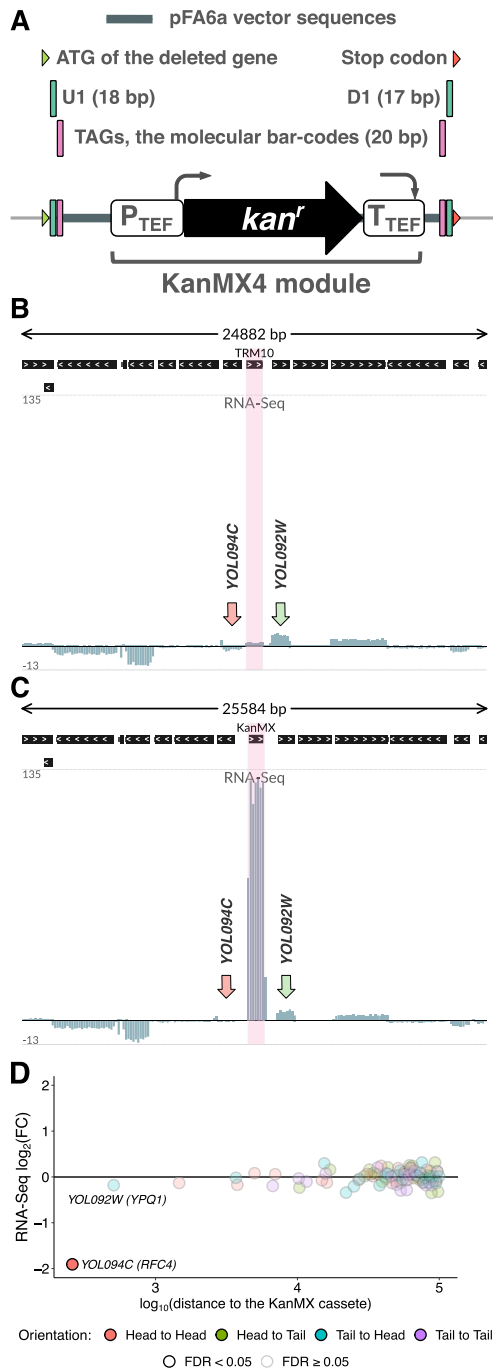 A
pFA6a vector sequences
ATG of the deleted gene
Stop codon
U1 (18 bp)
D1 (17 bp)
TAGs, the molecular bar-codes (20 bp)
PTEF
kanr
TTEF
KanMX4 module
B
24882 bp
TRM10
135
RNA-Seq
YOL094C
YOL092W
-13
C
25584 bp
KanMX
135
RNA-Seq
YOL094C
YOL092W
-13
D
RNA-Seq log2(FC)
2
1
0
−1
−2
YOL092W (YPQ1)
YOL094C (RFC4)
3
4
5
log10(distance to the KanMX cassete)
Orientation:
Head to Head
Head to Tail
Tail to Head
Tail to Tail
FDR < 0.05
FDR ≥ 0.05